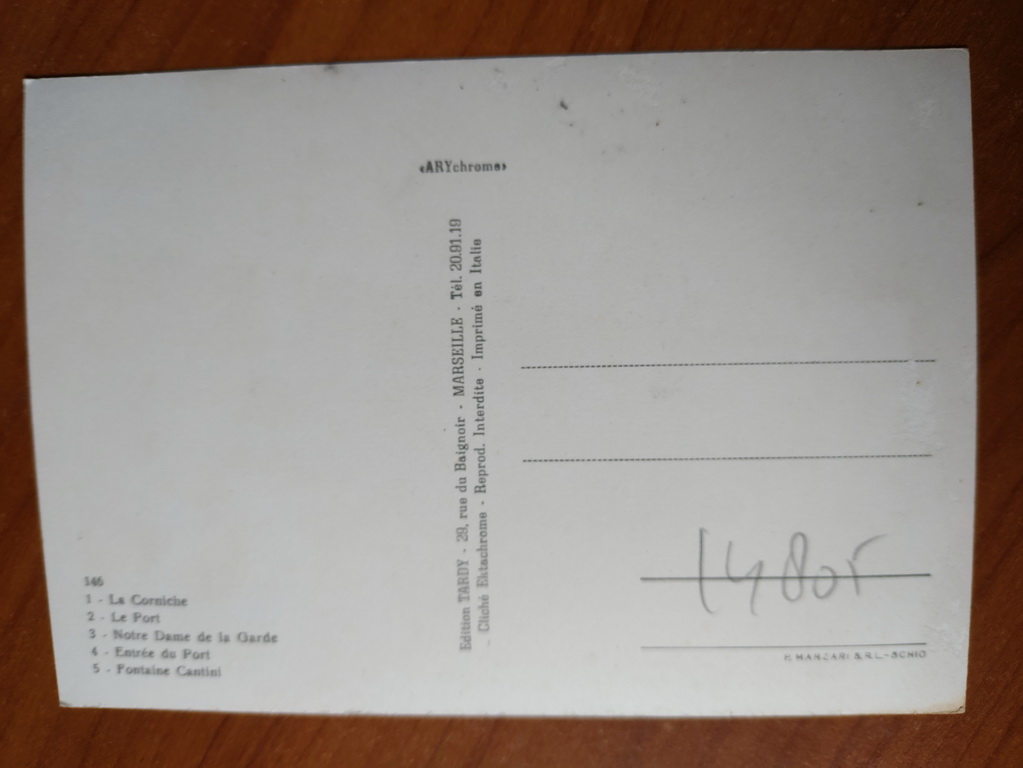 «ARYchrome»
Edition TARDY - 29, rue du Baignoir - MARSEILLE - Tél. 20.91.19
- Cliché Ektachrome - Reprod. Interdite - Imprimé en Italie
146
1 - La Corniche
2 - Le Port
3 - Notre Dame de la Garde
4 - Entrée du Port
5 - Fontaine Cantini
MANZARI S.R.L. - SCHIO